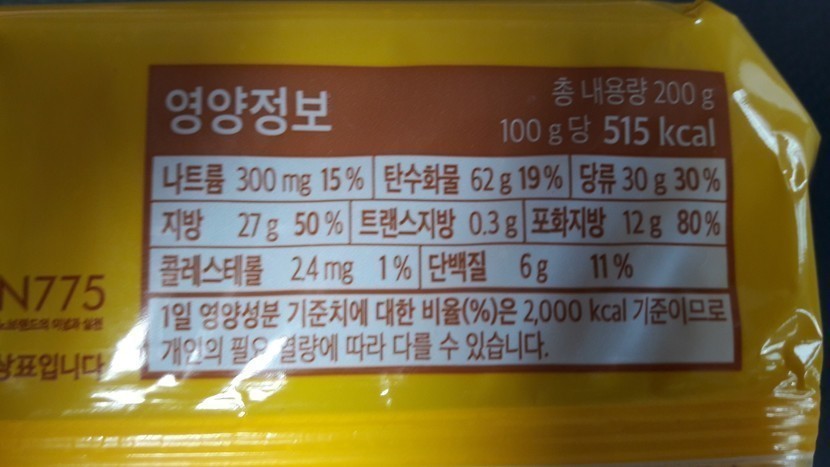 영양정보
총 내용량 200 g
100 g 당 515 kcal
나트륨 300 mg 15 % 탄수화물 62 g 19 % 당류 30 g 30 %
지방 27 g 50 % 트랜스지방 0.3 g 포화지방 12 g 80 %
콜레스테롤 2.4 mg 1 % 단백질 6 g 11 %
1일 영양성분 기준치에 대한 비율(%)은 2,000 kcal 기준이므로
개인의 필요 열량에 따라 다를 수 있습니다.
N775
상표입니다